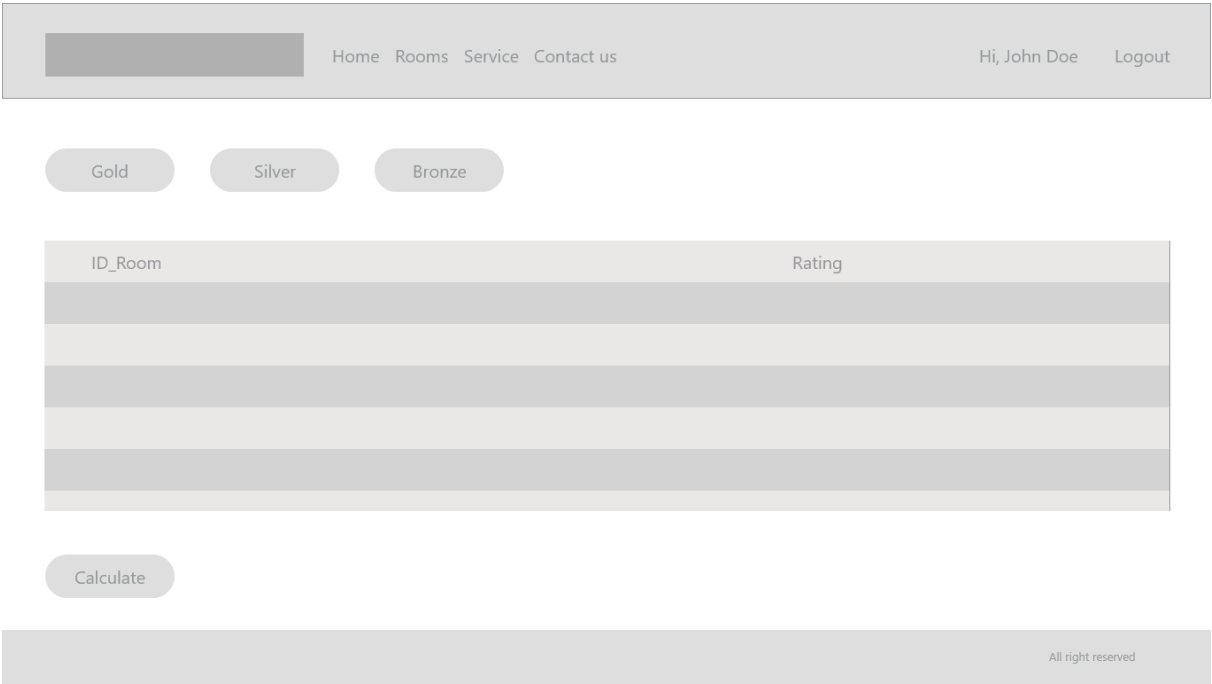 Home Rooms Service Contact us Hi, John Doe Logout
Gold Silver Bronze
ID_Room Rating
Calculate
All right reserved